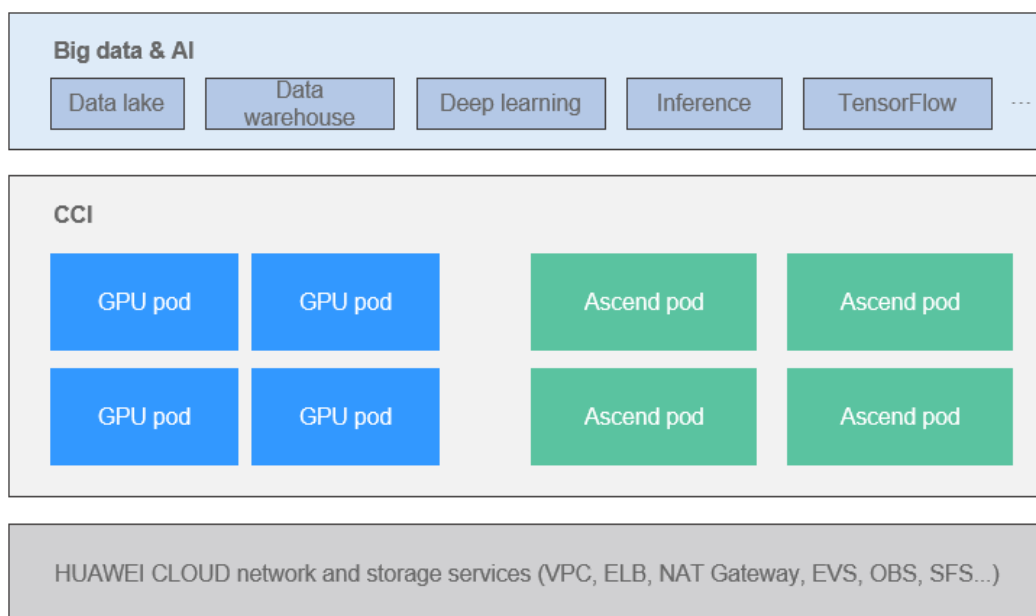 Big data & AI
Data lake
Data
warehouse
Deep learning
Inference
TensorFlow
...
CCI
GPU pod
GPU pod
Ascend pod
Ascend pod
GPU pod
GPU pod
Ascend pod
Ascend pod
HUAWEI CLOUD network and storage services (VPC, ELB, NAT Gateway, EVS, OBS, SFS...)